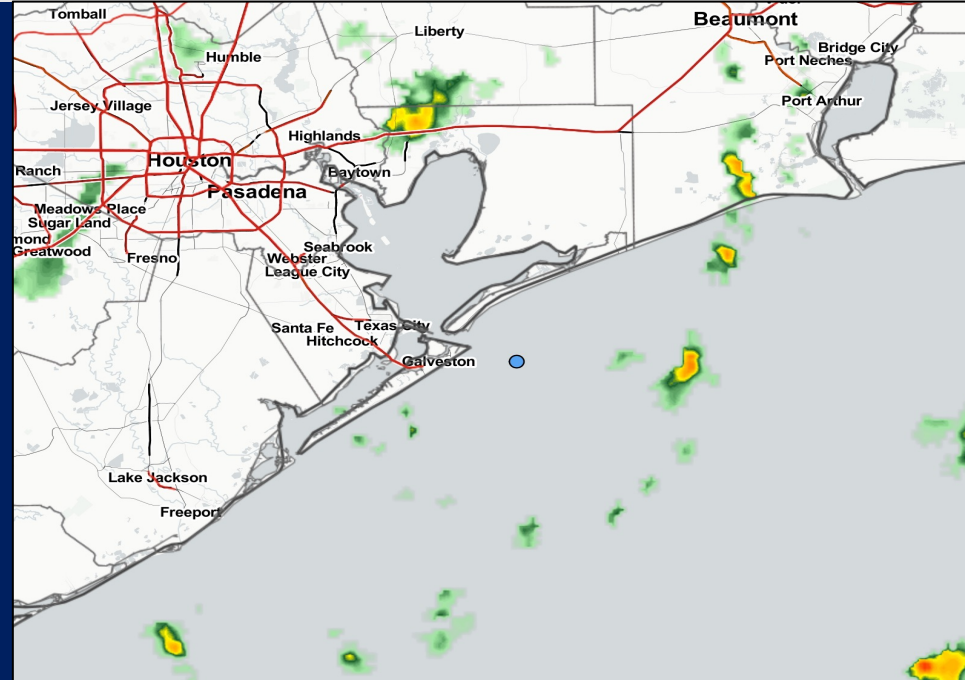 Tomball
Beaumont
Liberty
Bridge City
Humble
Port Neches
Port Arthur
Jersey Village
Highlands
Houston
Ranch
Baytown
Pasadena
Meadows Place
Sugar Land
mond
Greatwood
Fresno
Seabrook
Webster
League City
Santa Fe
Texas City
Hitchcock
Galveston
Lake Jackson
Freeport